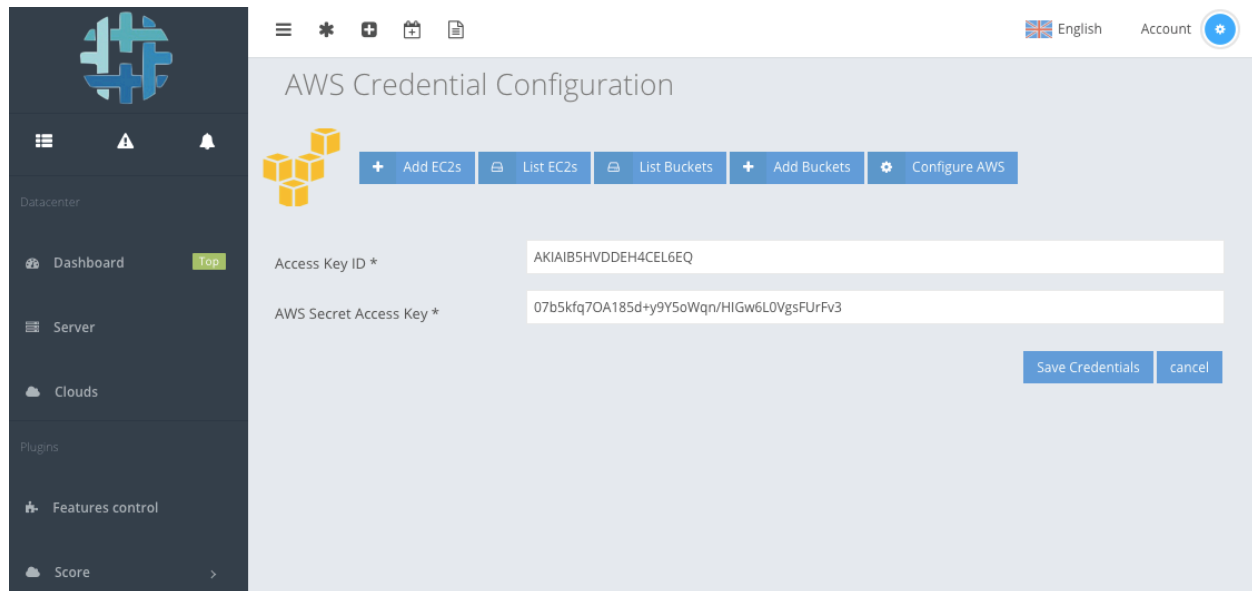 English
Account
AWS Credential Configuration
Add EC2s
List EC2s
List Buckets
Add Buckets
Configure AWS
Datacenter
Dashboard
Top
Server
Clouds
Plugins
Features control
Score
Access Key ID *
AKIAIB5HVDDEH4CEL6EQ
AWS Secret Access Key *
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
Save Credentials
cancel